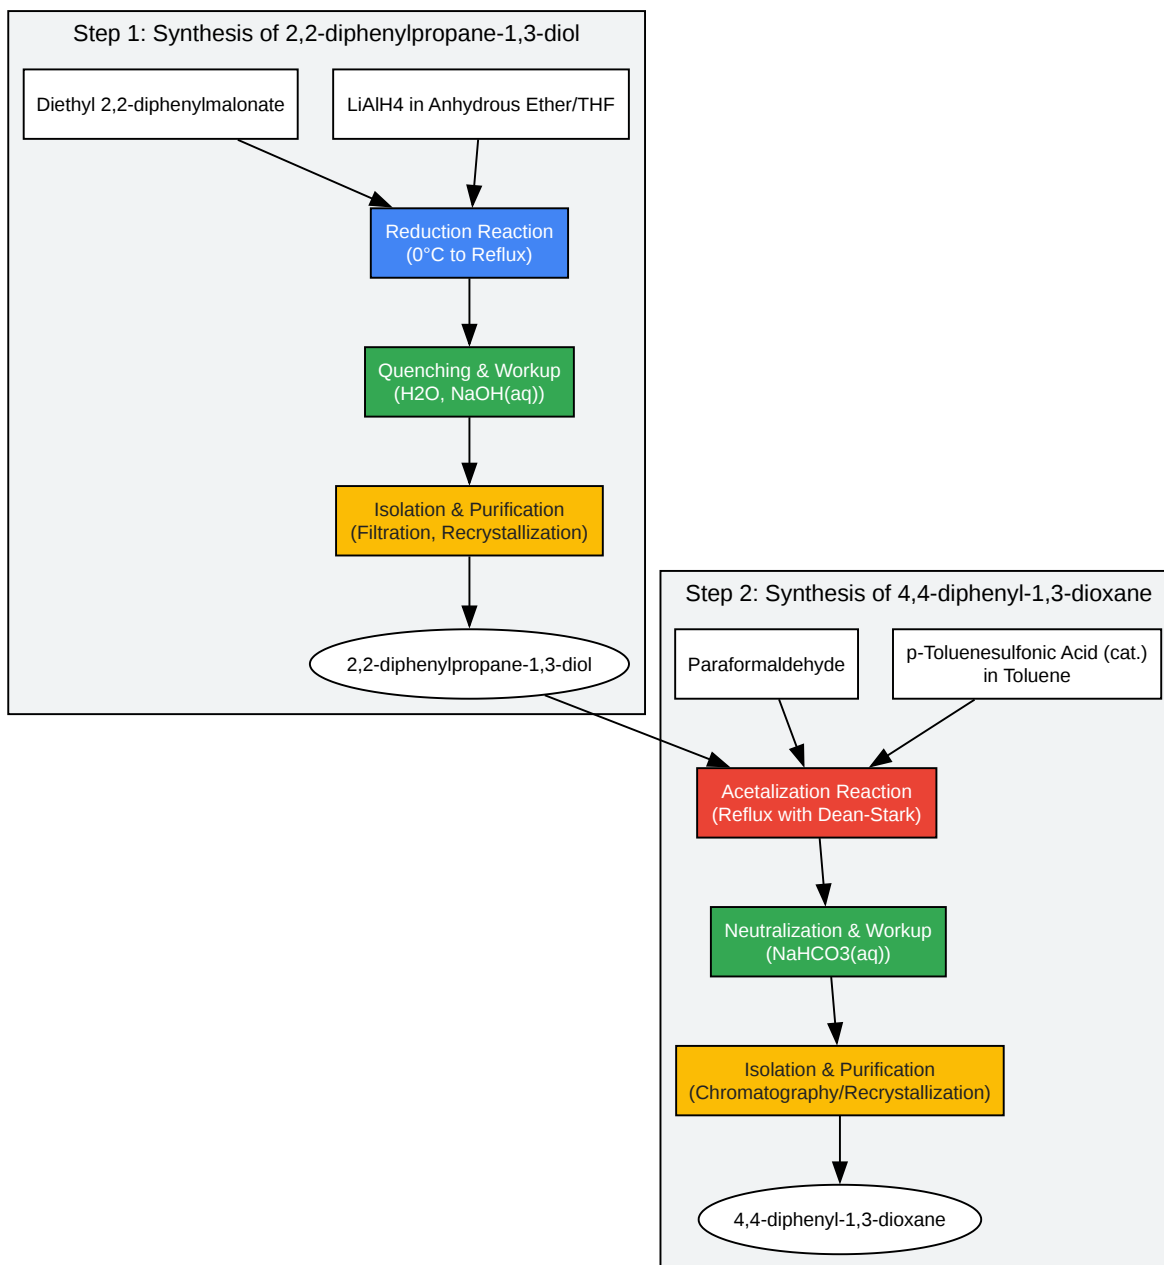 Step 1: Synthesis of 2,2-diphenylpropane-1,3-diol
Diethyl 2,2-diphenylmalonate
LiAlH4 in Anhydrous Ether/THF
Reduction Reaction
(0°C to Reflux)
Quenching & Workup
(H2O, NaOH(aq))
Isolation & Purification
(Filtration, Recrystallization)
2,2-diphenylpropane-1,3-diol
Step 2: Synthesis of 4,4-diphenyl-1,3-dioxane
Paraformaldehyde
p-Toluenesulfonic Acid (cat.)
in Toluene
Acetalization Reaction
(Reflux with Dean-Stark)
Neutralization & Workup
(NaHCO3(aq))
Isolation & Purification
(Chromatography/Recrystallization)
4,4-diphenyl-1,3-dioxane